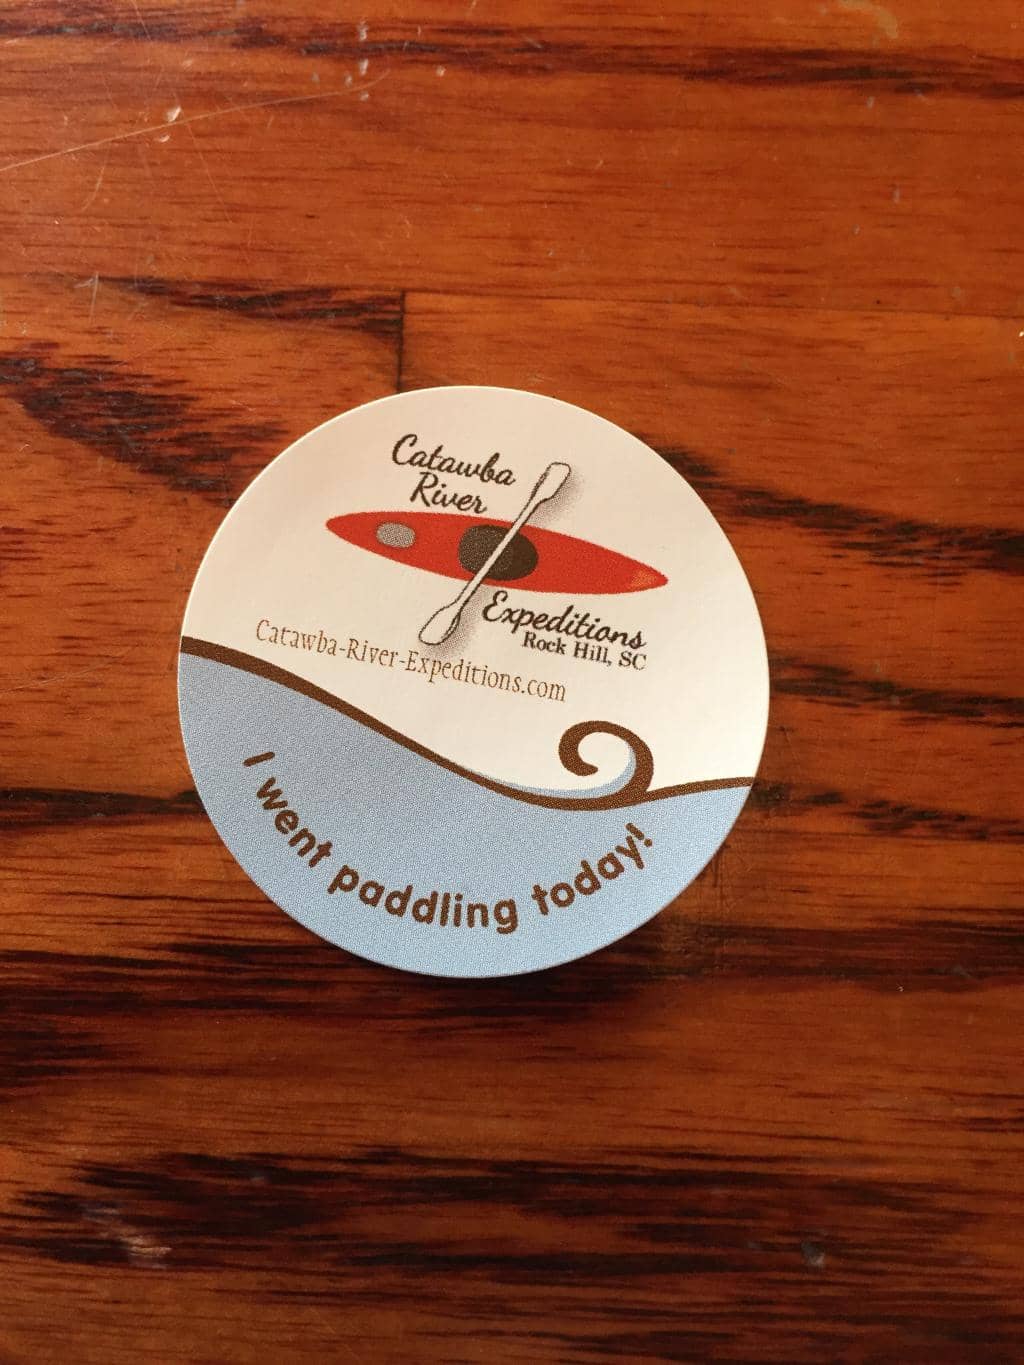 Catawba
River
Expeditions
Rock Hill, SC
Catawba-River-Expeditions.com
I went paddling today!